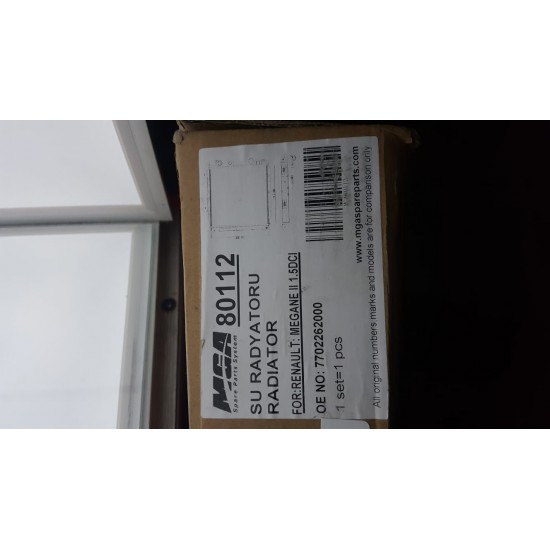 MGA 80112
Spare Parts System
SU RADYATORU
RADIATOR
FOR:RENAULT: MEGANE II 1.5DCI
OE NO: 7702262000
1 set=1 pcs
www.mgaspareparts.com
All original numbers marks and models are for comparison only